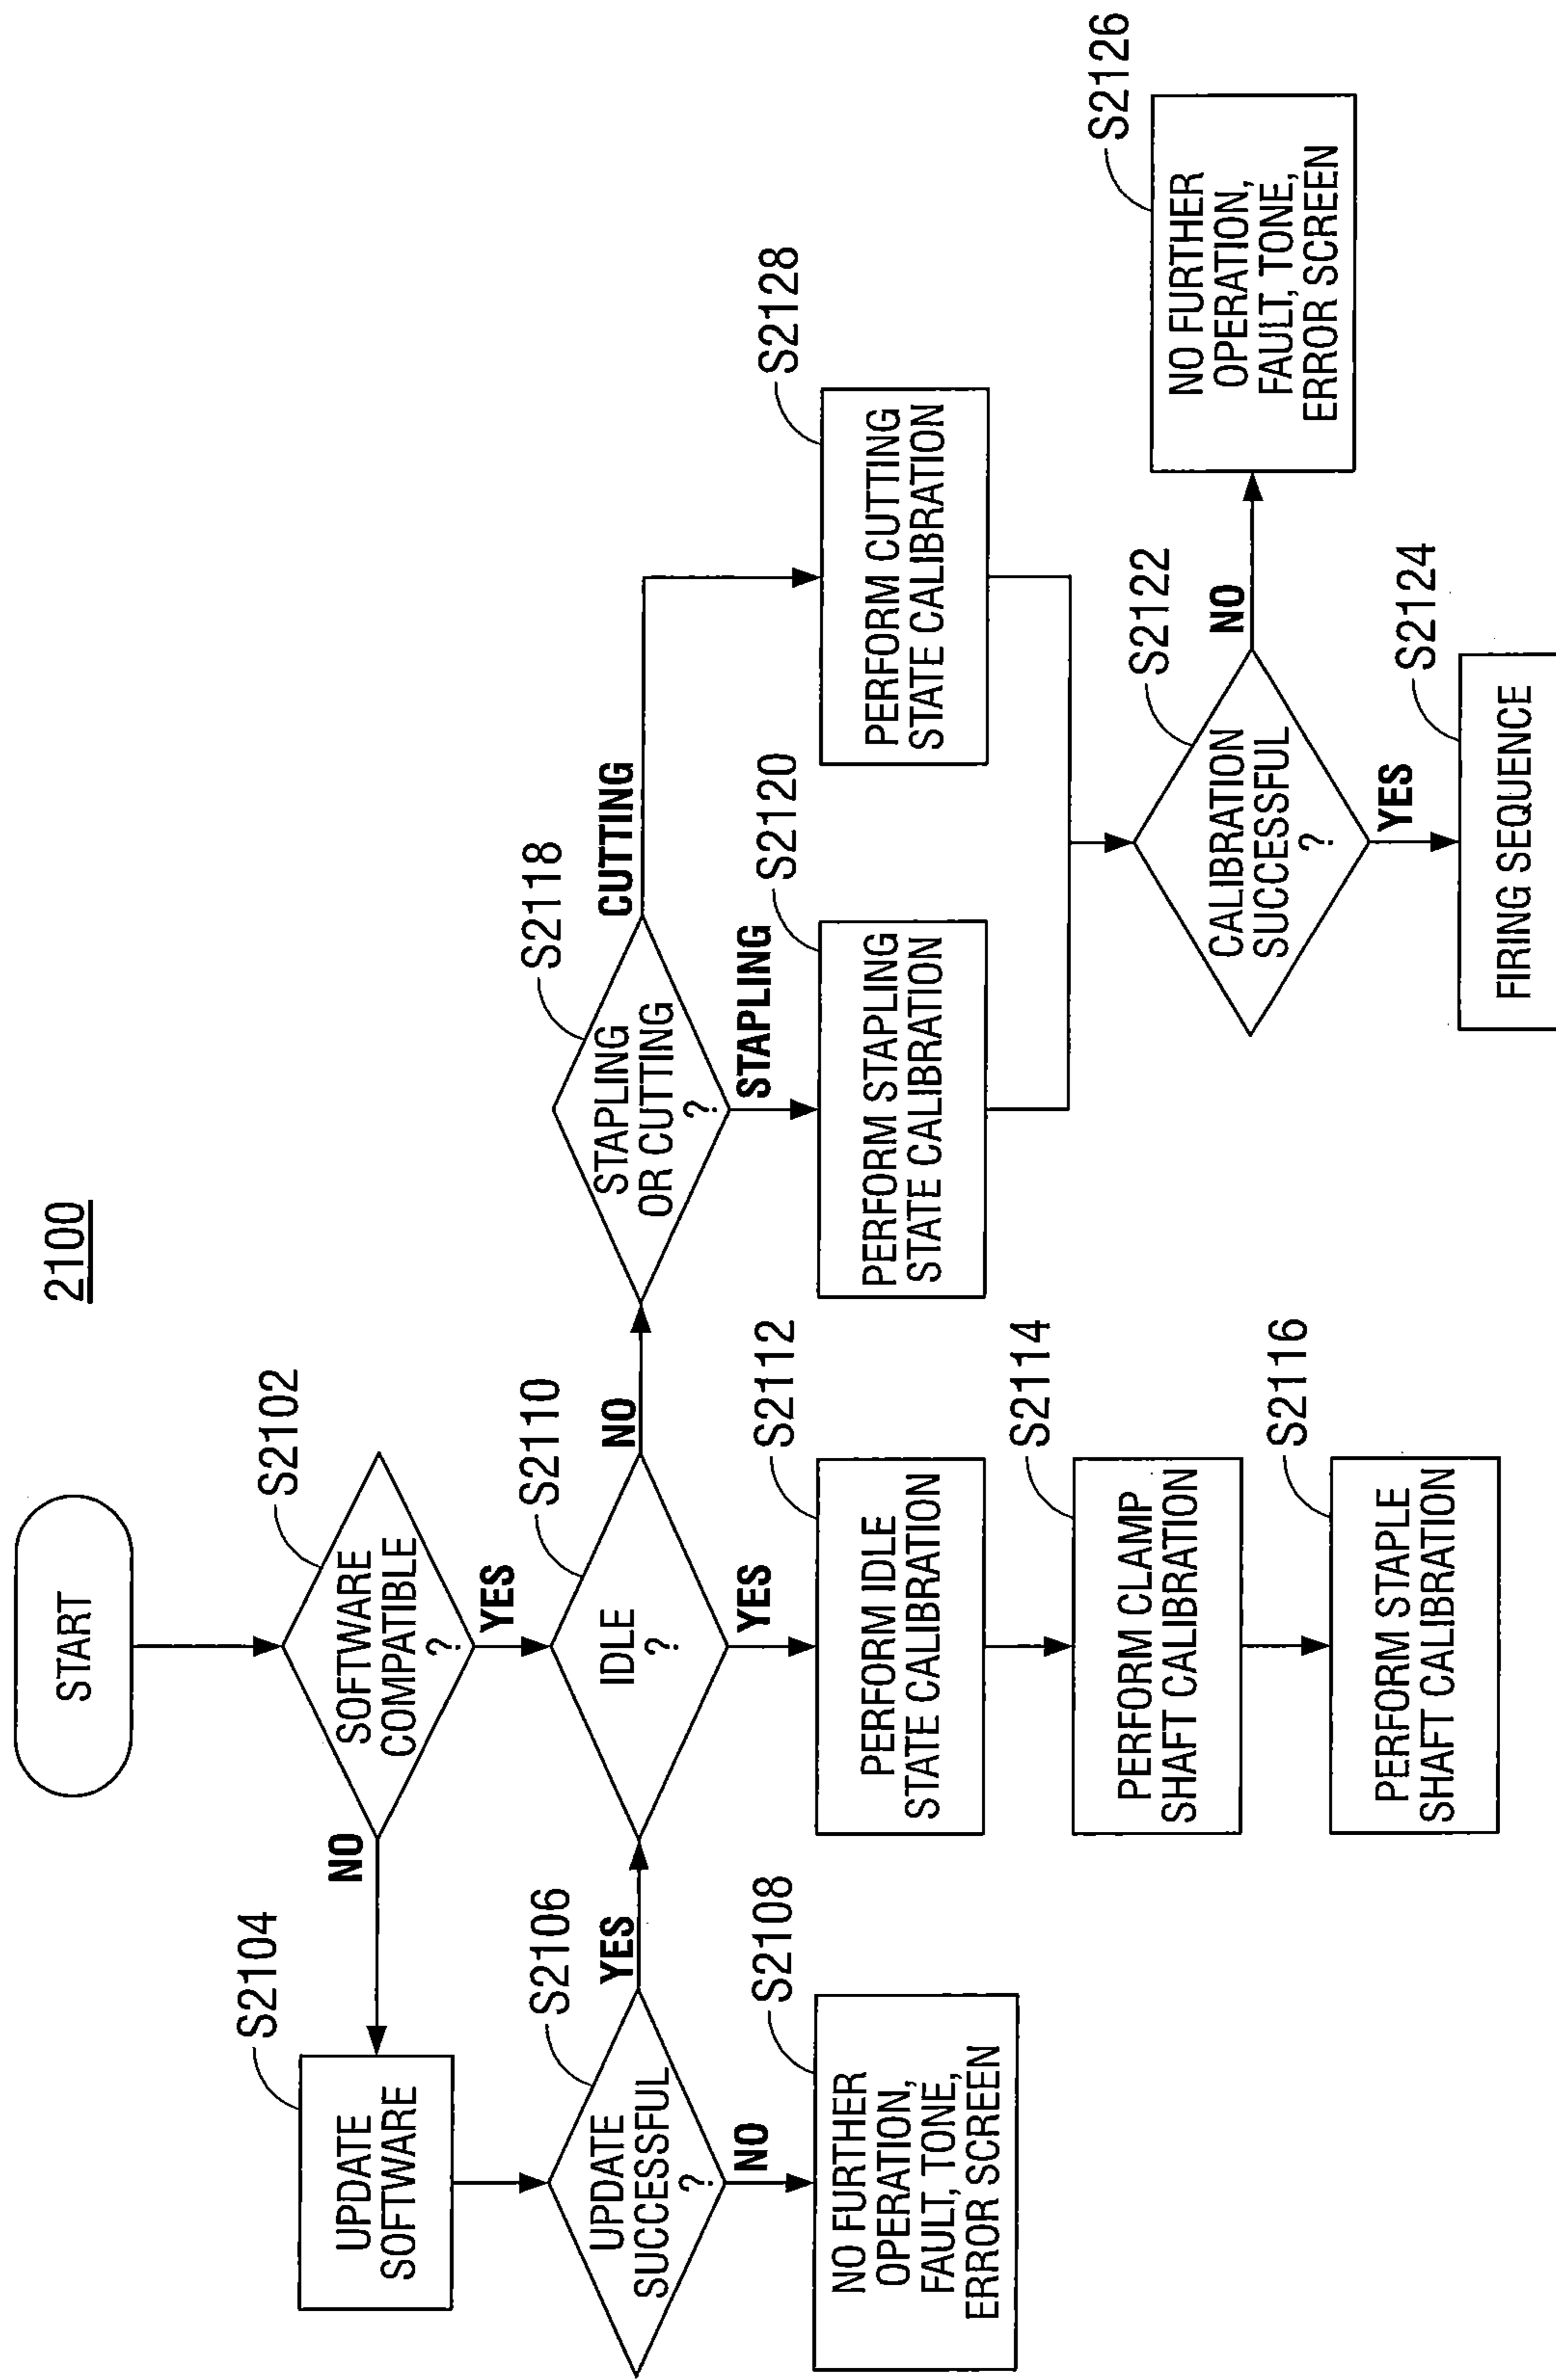 2100
START
S2102
SOFTWARE
COMPATIBLE
?
NO
YES
S2104
UPDATE
SOFTWARE
S2106
UPDATE
SUCCESSFUL
?
YES
NO
S2108
NO FURTHER
OPERATION,
FAULT, TONE,
ERROR SCREEN
S2110
IDLE
?
NO
YES
S2112
PERFORM IDLE
STATE CALIBRATION
S2114
PERFORM CLAMP
SHAFT CALIBRATION
S2116
PERFORM STAPLE
SHAFT CALIBRATION
S2118
STAPLING
OR CUTTING
?
CUTTING
STAPLING
S2120
PERFORM STAPLING
STATE CALIBRATION
S2128
PERFORM CUTTING
STATE CALIBRATION
S2122
CALIBRATION
SUCCESSFUL
?
NO
YES
S2126
NO FURTHER
OPERATION,
FAULT, TONE,
ERROR SCREEN
S2124
FIRING SEQUENCE